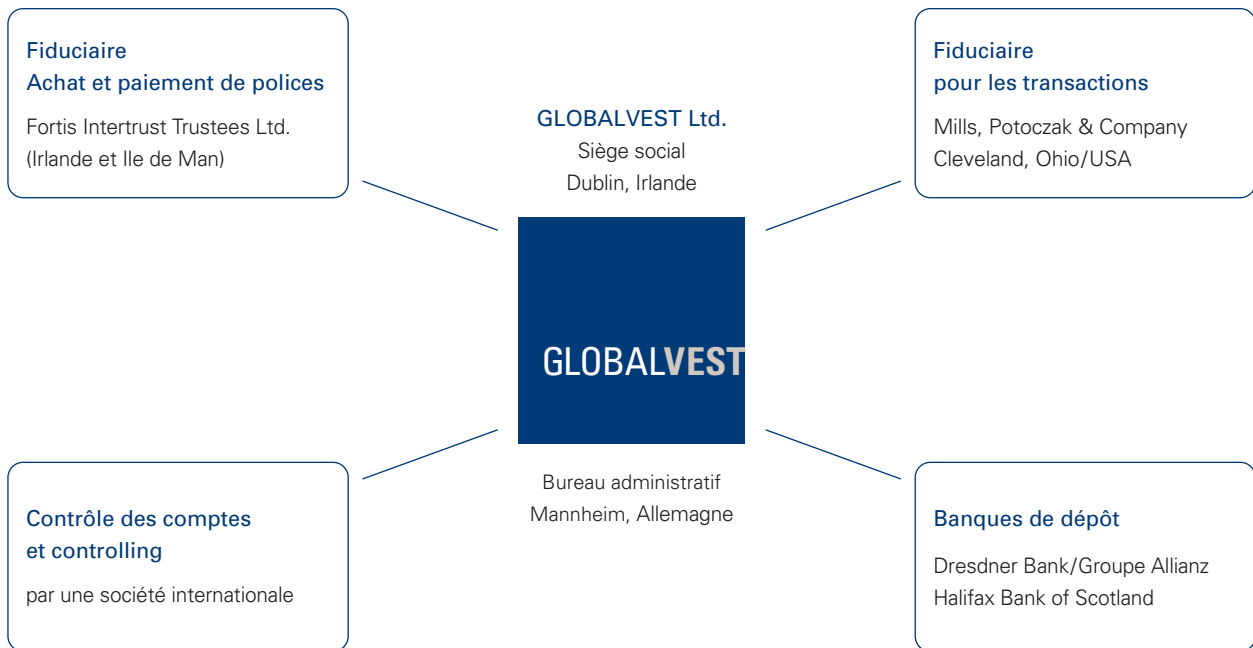 Fiduciaire
Achat et paiement de polices
Fortis Intertrust Trustees Ltd.
(Irlande et Ile de Man)
GLOBALVEST Ltd.
Siège social
Dublin, Irlande
Fiduciaire
pour les transactions
Mills, Potoczak & Company
Cleveland, Ohio/USA
GLOBALVEST
Contrôle des comptes
et controlling
par une société internationale
Bureau administratif
Mannheim, Allemagne
Banques de dépôt
Dresdner Bank/Groupe Allianz
Halifax Bank of Scotland